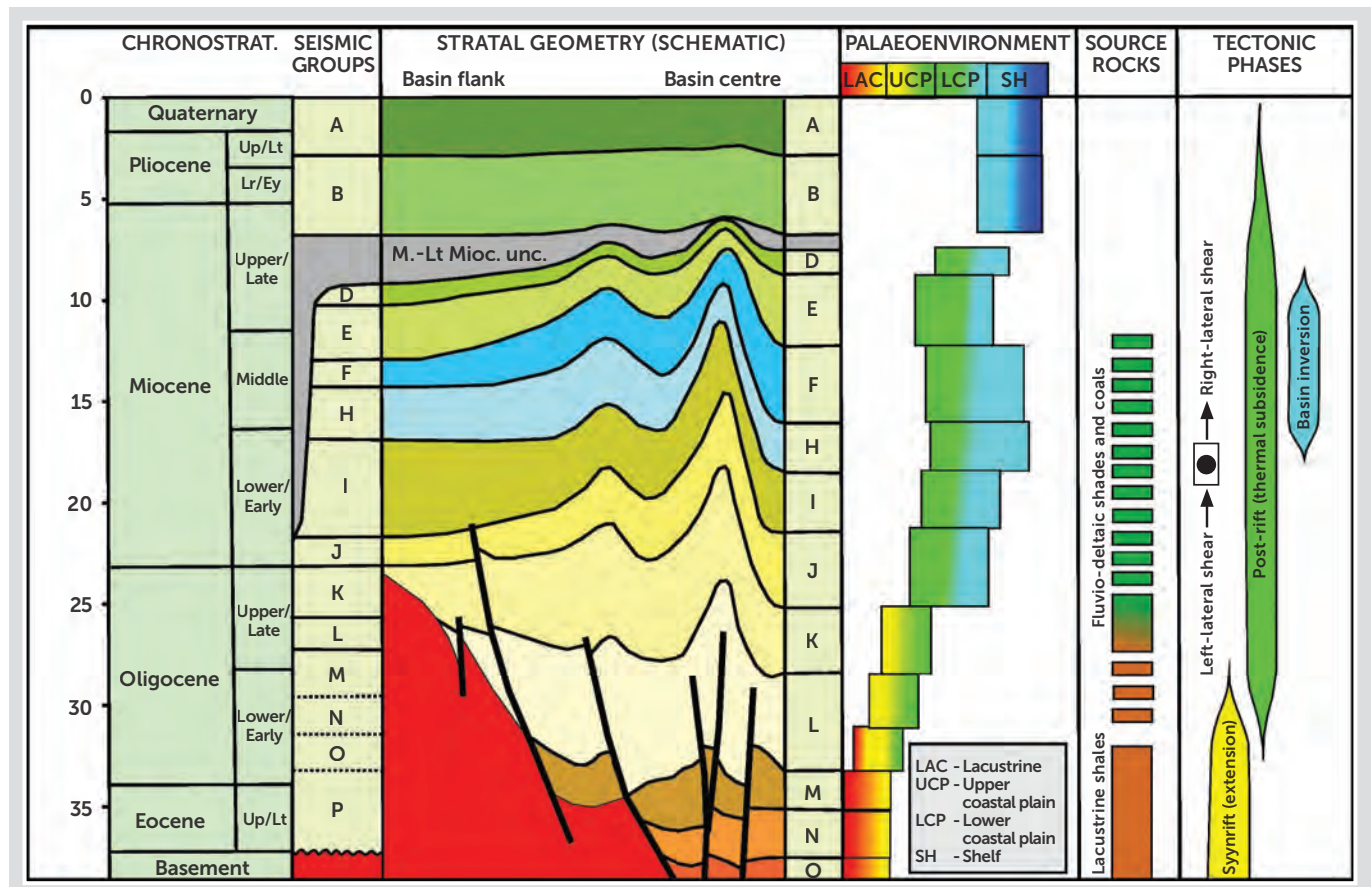 CHRONOSTRAT.
SEISMIC
GROUPS
STRATAL GEOMETRY (SCHEMATIC)
Basin flank
Basin centre
PALAEOENVIRONMENT
LAC
UCP
LCP
SH
SOURCE
ROCKS
TECTONIC
PHASES
0
5
10
15
20
25
30
35
Quaternary
Pliocene
Up/Lt
Lr/Ey
Miocene
Upper/
Late
Middle
Lower/
Early
Oligocene
Upper/
Late
Lower/
Early
Eocene
Up/Lt
Basement
A
B
D
E
F
H
I
J
K
L
M
N
O
P
M.-Lt Mioc. unc.
A
B
D
E
F
H
I
J
K
L
M
N
O
LAC - Lacustrine
UCP - Upper
coastal plain
LCP - Lower
coastal plain
SH - Shelf
Fluvio-deltaic shades and coals
Lacustrine shales
Left-lateral shear
Right-lateral shear
Syynrift (extension)
Post-rift (thermal subsidence)
Basin inversion